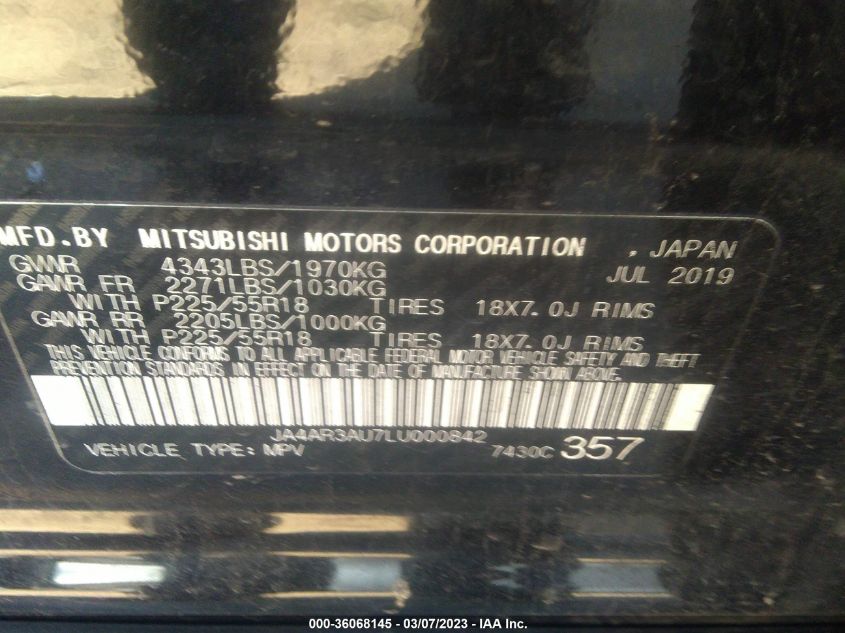 MFD.BY MITSUBISHI MOTORS CORPORATION , JAPAN
GVWR 4343LBS/1970KG JUL 2019
GAWR FR 2271LBS/1030KG
WITH P225/55R18 TIRES 18X7.0J RIMS
GAWR RR 2205LBS/1000KG
WITH P225/55R18 TIRES 18X7.0J RIMS
THIS VEHICLE CONFORMS TO ALL APPLICABLE FEDERAL MOTOR VEHICLE SAFETY AND THEFT
PREVENTION STANDARDS IN EFFECT ON THE DATE OF MANUFACTURE SHOWN ABOVE.
JA4AR3AU7LU000842
VEHICLE TYPE: MPV 7430C 357
000-36068145 — 03/07/2023 — IAA Inc.